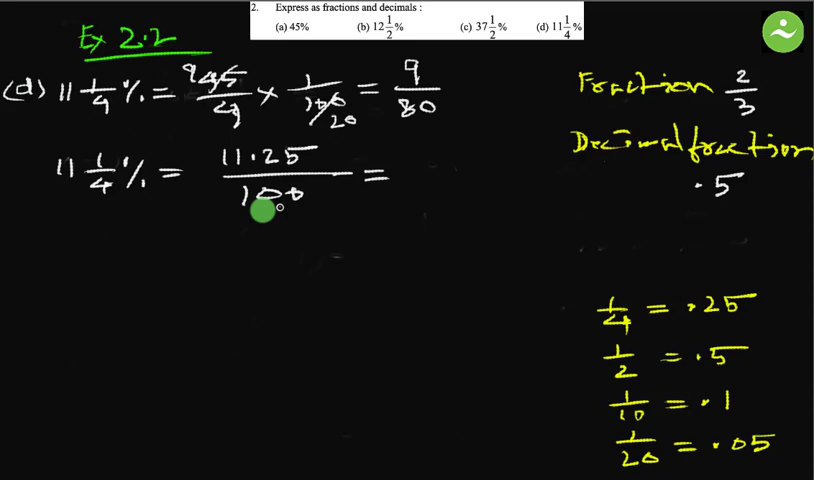 2. Express as fractions and decimals :
(a) 45% (b) 12 1/2 % (c) 37 1/2 % (d) 11 1/4 %
Ex 2.2
(d) 11 1/4 % = 9 45/4 × 1/100 20 = 9/80
11 1/4 % = 11.25/100 =
Fraction 2/3
Decimal fraction
.5
1/4 = .25
1/2 = .5
1/10 = .1
1/20 = .05